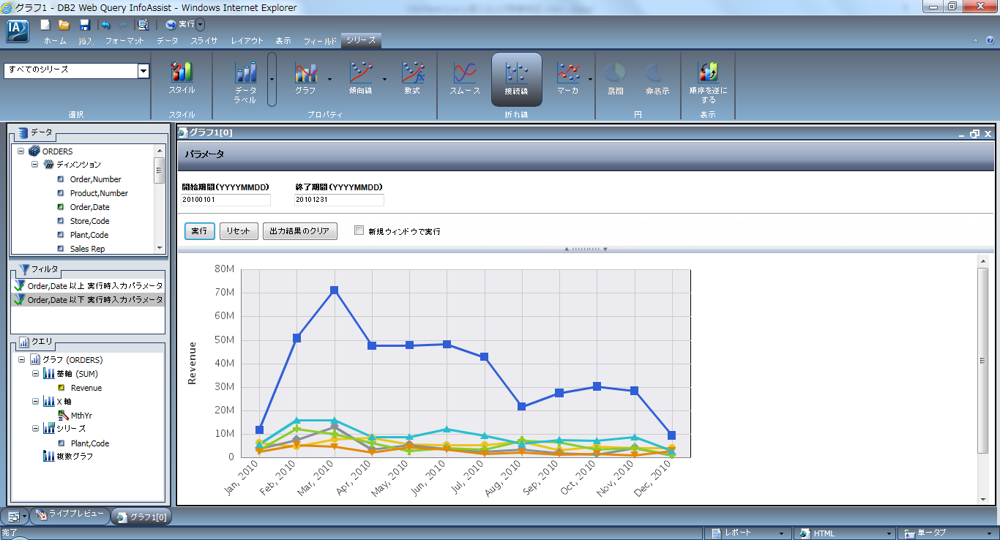 グラフ1 - DB2 Web Query InfoAssist - Windows Internet Explorer
IA
実行
ホーム 挿入 フォーマット データ スライサ レイアウト 表示 フィールド シリーズ
すべてのシリーズ
スタイル
データ
ラベル
グラフ
傾向線
数式
スムース
接続線
マーカ
展開
非表示
順序を逆に
する
選択 スタイル プロパティ 折れ線 円 表示
データ
ORDERS
ディメンション
Order,Number
Product,Number
Order,Date
Store,Code
Plant,Code
Sales Rep
フィルタ
Order,Date 以上 実行時入力パラメータ
Order,Date 以下 実行時入力パラメータ
クエリ
グラフ (ORDERS)
基軸 (SUM)
Revenue
X 軸
MthYr
シリーズ
Plant,Code
複数グラフ
グラフ1[0]
パラメータ
開始期間(YYYYMMDD) 終了期間(YYYYMMDD)
20100101 20101231
実行 リセット 出力結果のクリア 新規ウィンドウで実行
80M
70M
60M
50M
40M
30M
20M
10M
0
Revenue
Jan, 2010
Feb, 2010
Mar, 2010
Apr, 2010
May, 2010
Jun, 2010
Jul, 2010
Aug, 2010
Sep, 2010
Oct, 2010
Nov, 2010
Dec, 2010
ライブプレビュー グラフ1[0]
完了 レポート HTML 単一タブ